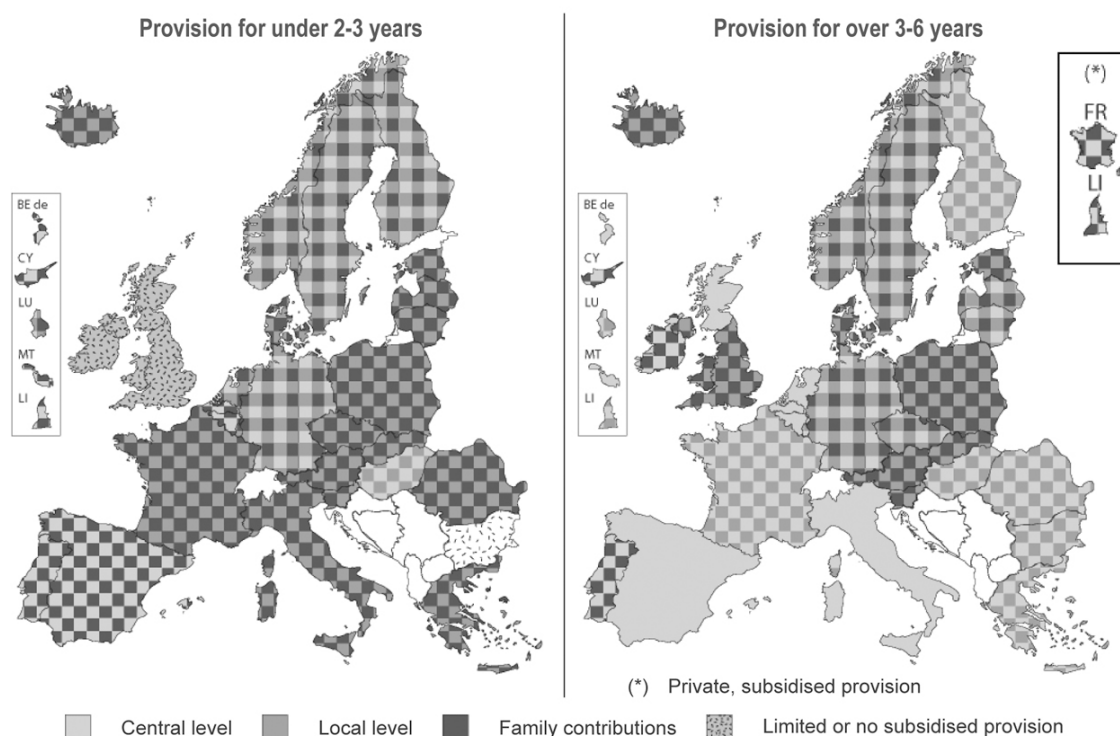 Provision for under 2-3 years
Provision for over 3-6 years
(*)
FR
LI
BE de
CY
LU
MT
LI
BE de
CY
LU
MT
LI
(*) Private, subsidised provision
Central level
Local level
Family contributions
Limited or no subsidised provision